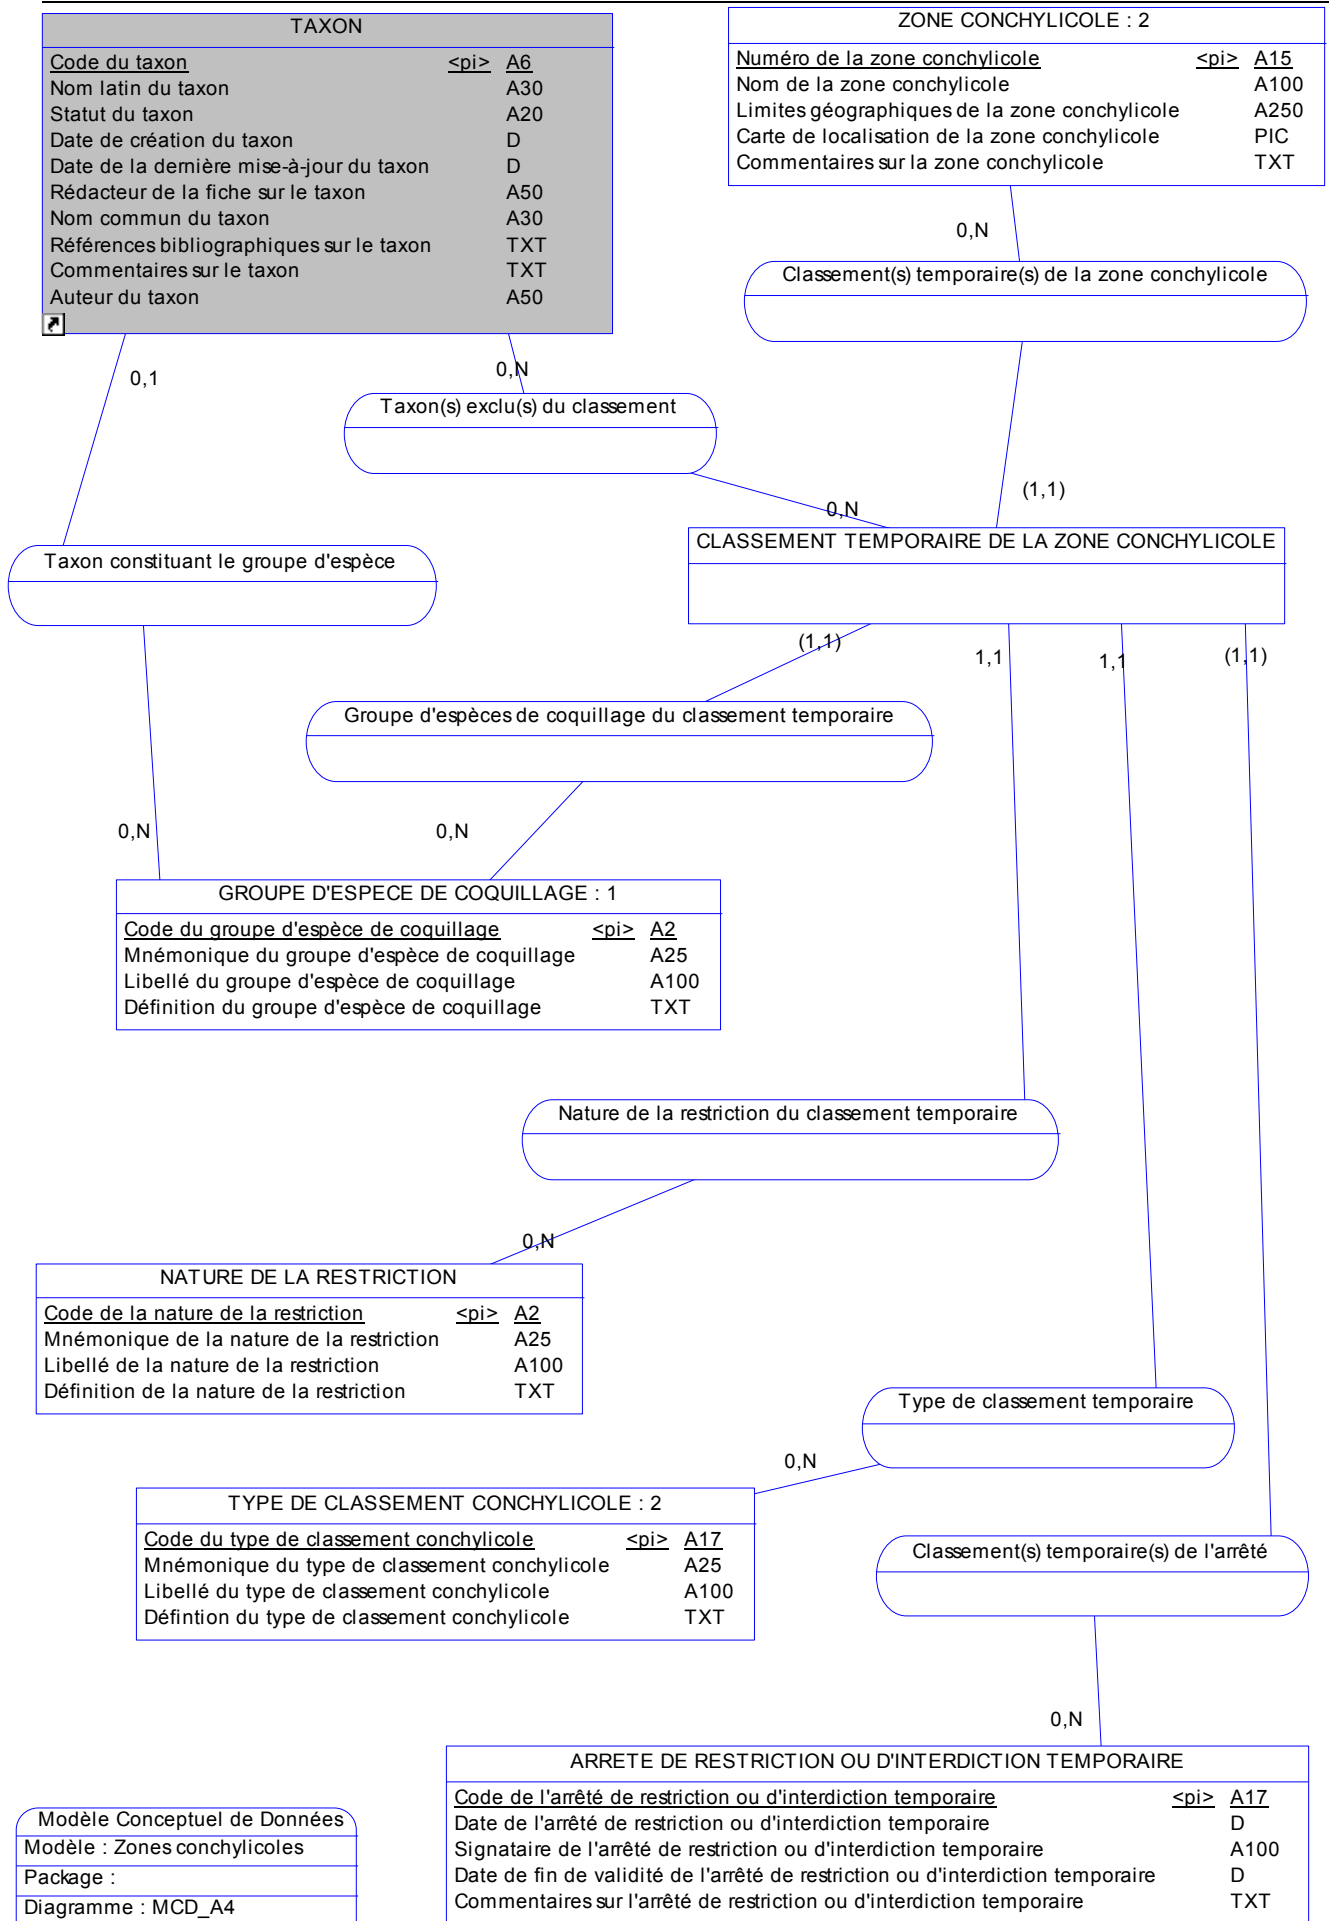 TAXON
Code du taxon <pi> A6
Nom latin du taxon A30
Statut du taxon A20
Date de création du taxon D
Date de la dernière mise-à-jour du taxon D
Rédacteur de la fiche sur le taxon A50
Nom commun du taxon A30
Références bibliographiques sur le taxon TXT
Commentaires sur le taxon TXT
Auteur du taxon A50
ZONE CONCHYLICOLE : 2
Numéro de la zone conchylicole <pi> A15
Nom de la zone conchylicole A100
Limites géographiques de la zone conchylicole A250
Carte de localisation de la zone conchylicole PIC
Commentaires sur la zone conchylicole TXT
0,N
Classement(s) temporaire(s) de la zone conchylicole
0,1
0,N
Taxon(s) exclu(s) du classement
(1,1)
0,N
CLASSEMENT TEMPORAIRE DE LA ZONE CONCHYLICOLE
Taxon constituant le groupe d'espèce
(1,1)
1,1
1,1
(1,1)
Groupe d'espèces de coquillage du classement temporaire
0,N
0,N
GROUPE D'ESPECE DE COQUILLAGE : 1
Code du groupe d'espèce de coquillage <pi> A2
Mnémonique du groupe d'espèce de coquillage A25
Libellé du groupe d'espèce de coquillage A100
Définition du groupe d'espèce de coquillage TXT
Nature de la restriction du classement temporaire
0,N
NATURE DE LA RESTRICTION
Code de la nature de la restriction <pi> A2
Mnémonique de la nature de la restriction A25
Libellé de la nature de la restriction A100
Définition de la nature de la restriction TXT
Type de classement temporaire
0,N
TYPE DE CLASSEMENT CONCHYLICOLE : 2
Code du type de classement conchylicole <pi> A17
Mnémonique du type de classement conchylicole A25
Libellé du type de classement conchylicole A100
Défintion du type de classement conchylicole TXT
Classement(s) temporaire(s) de l'arrêté
0,N
ARRETE DE RESTRICTION OU D'INTERDICTION TEMPORAIRE
Code de l'arrêté de restriction ou d'interdiction temporaire <pi> A17
Date de l'arrêté de restriction ou d'interdiction temporaire D
Signataire de l'arrêté de restriction ou d'interdiction temporaire A100
Date de fin de validité de l'arrêté de restriction ou d'interdiction temporaire D
Commentaires sur l'arrêté de restriction ou d'interdiction temporaire TXT
Modèle Conceptuel de Données
Modèle : Zones conchylicoles
Package :
Diagramme : MCD_A4